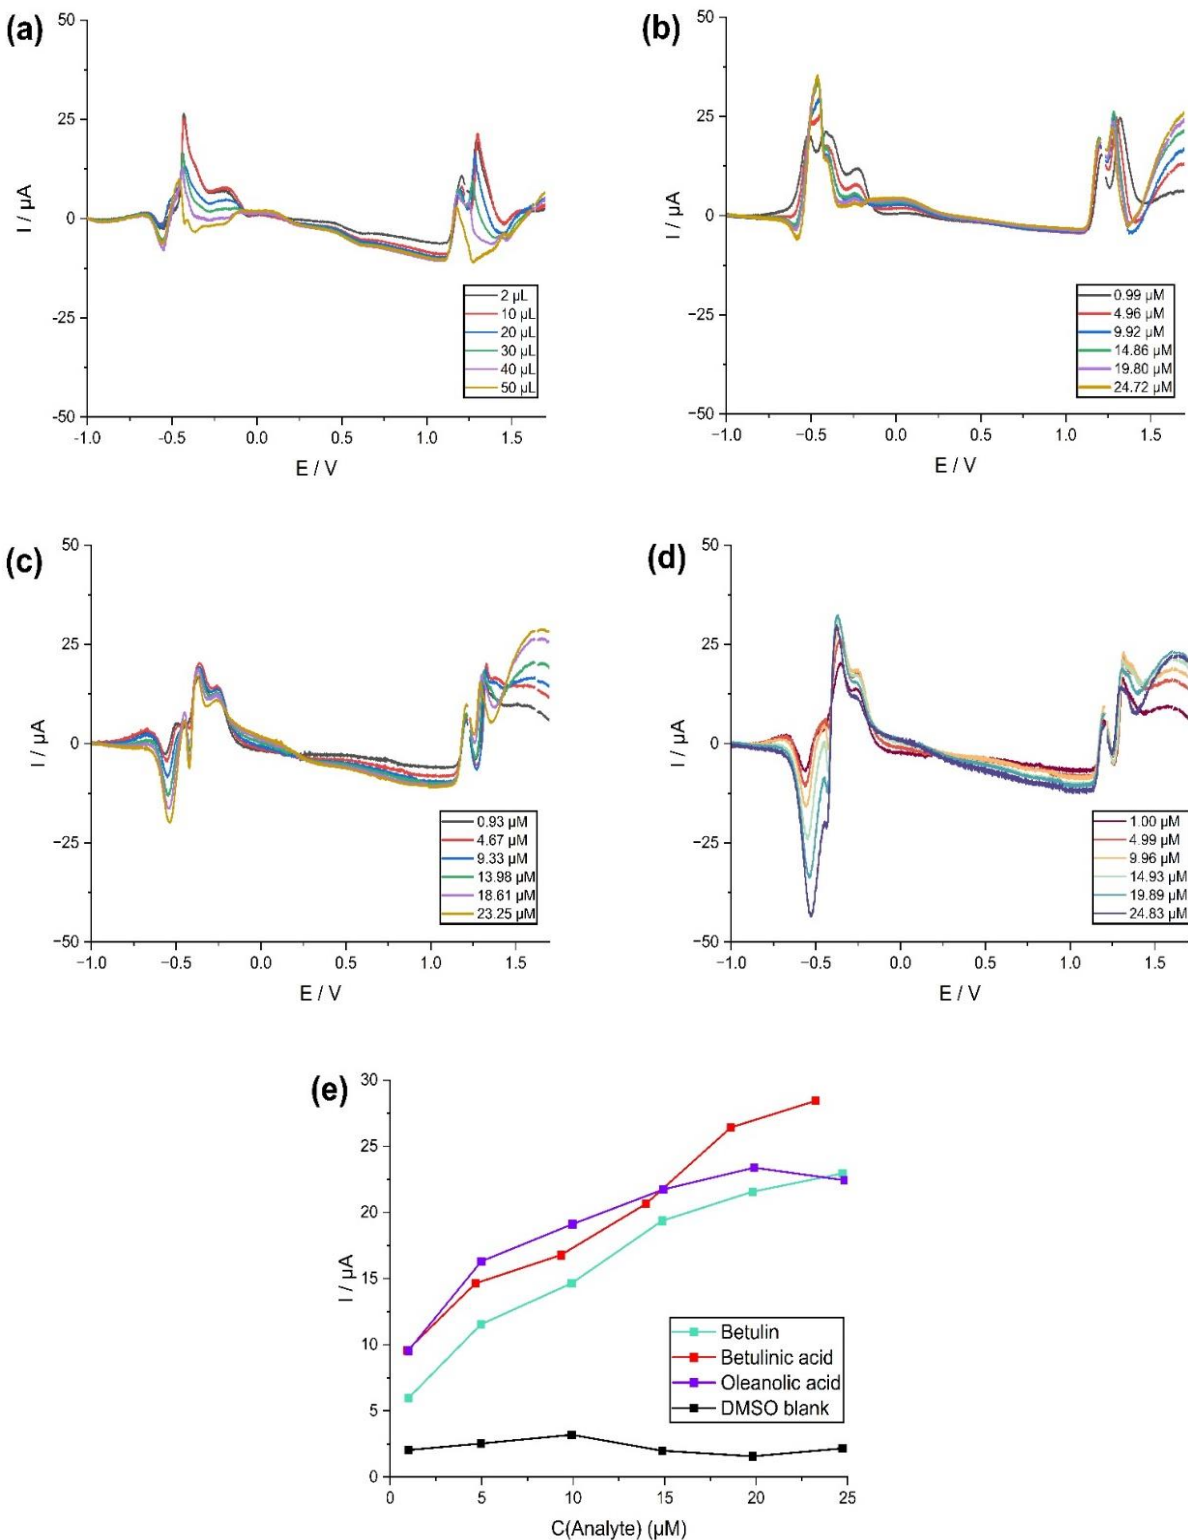 (a)
50
25
0
−25
−50
I / µA
2 µL
10 µL
20 µL
30 µL
40 µL
50 µL
−1.0 −0.5 0.0 0.5 1.0 1.5
E / V
(b)
50
25
0
−25
−50
I / µA
0.99 µM
4.96 µM
9.92 µM
14.86 µM
19.80 µM
24.72 µM
−1.0 −0.5 0.0 0.5 1.0 1.5
E / V
(c)
50
25
0
−25
−50
I / µA
0.93 µM
4.67 µM
9.33 µM
13.98 µM
18.61 µM
23.25 µM
−1.0 −0.5 0.0 0.5 1.0 1.5
E / V
(d)
50
25
0
−25
−50
I / µA
1.00 µM
4.99 µM
9.96 µM
14.93 µM
19.89 µM
24.83 µM
−1.0 −0.5 0.0 0.5 1.0 1.5
E / V
(e)
30
25
20
15
10
5
0
I / µA
Betulin
Betulinic acid
Oleanolic acid
DMSO blank
0 5 10 15 20 25
C(Analyte) (µM)